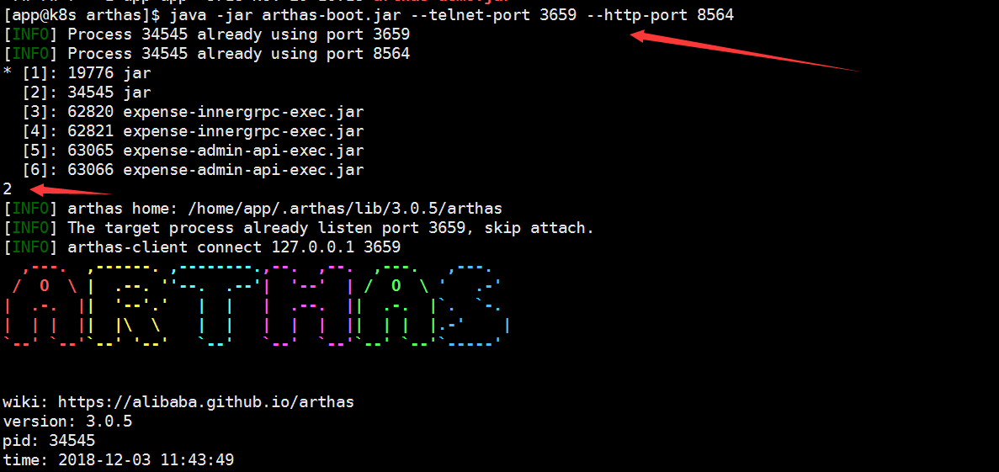 [app@k8s arthas]$ java -jar arthas-boot.jar --telnet-port 3659 --http-port 8564
[INFO] Process 34545 already using port 3659
[INFO] Process 34545 already using port 8564
* [1]: 19776 jar
  [2]: 34545 jar
  [3]: 62820 expense-innergrpc-exec.jar
  [4]: 62821 expense-innergrpc-exec.jar
  [5]: 63065 expense-admin-api-exec.jar
  [6]: 63066 expense-admin-api-exec.jar
2
[INFO] arthas home: /home/app/.arthas/lib/3.0.5/arthas
[INFO] The target process already listen port 3659, skip attach.
[INFO] arthas-client connect 127.0.0.1 3659
ARTHAS
wiki: https://alibaba.github.io/arthas
version: 3.0.5
pid: 34545
time: 2018-12-03 11:43:49